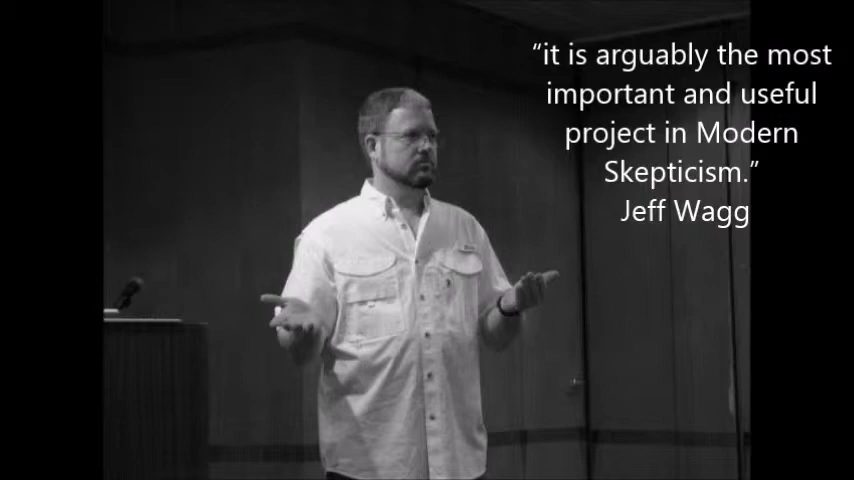 “it is arguably the most
important and useful
project in Modern
Skepticism.”
Jeff Wagg